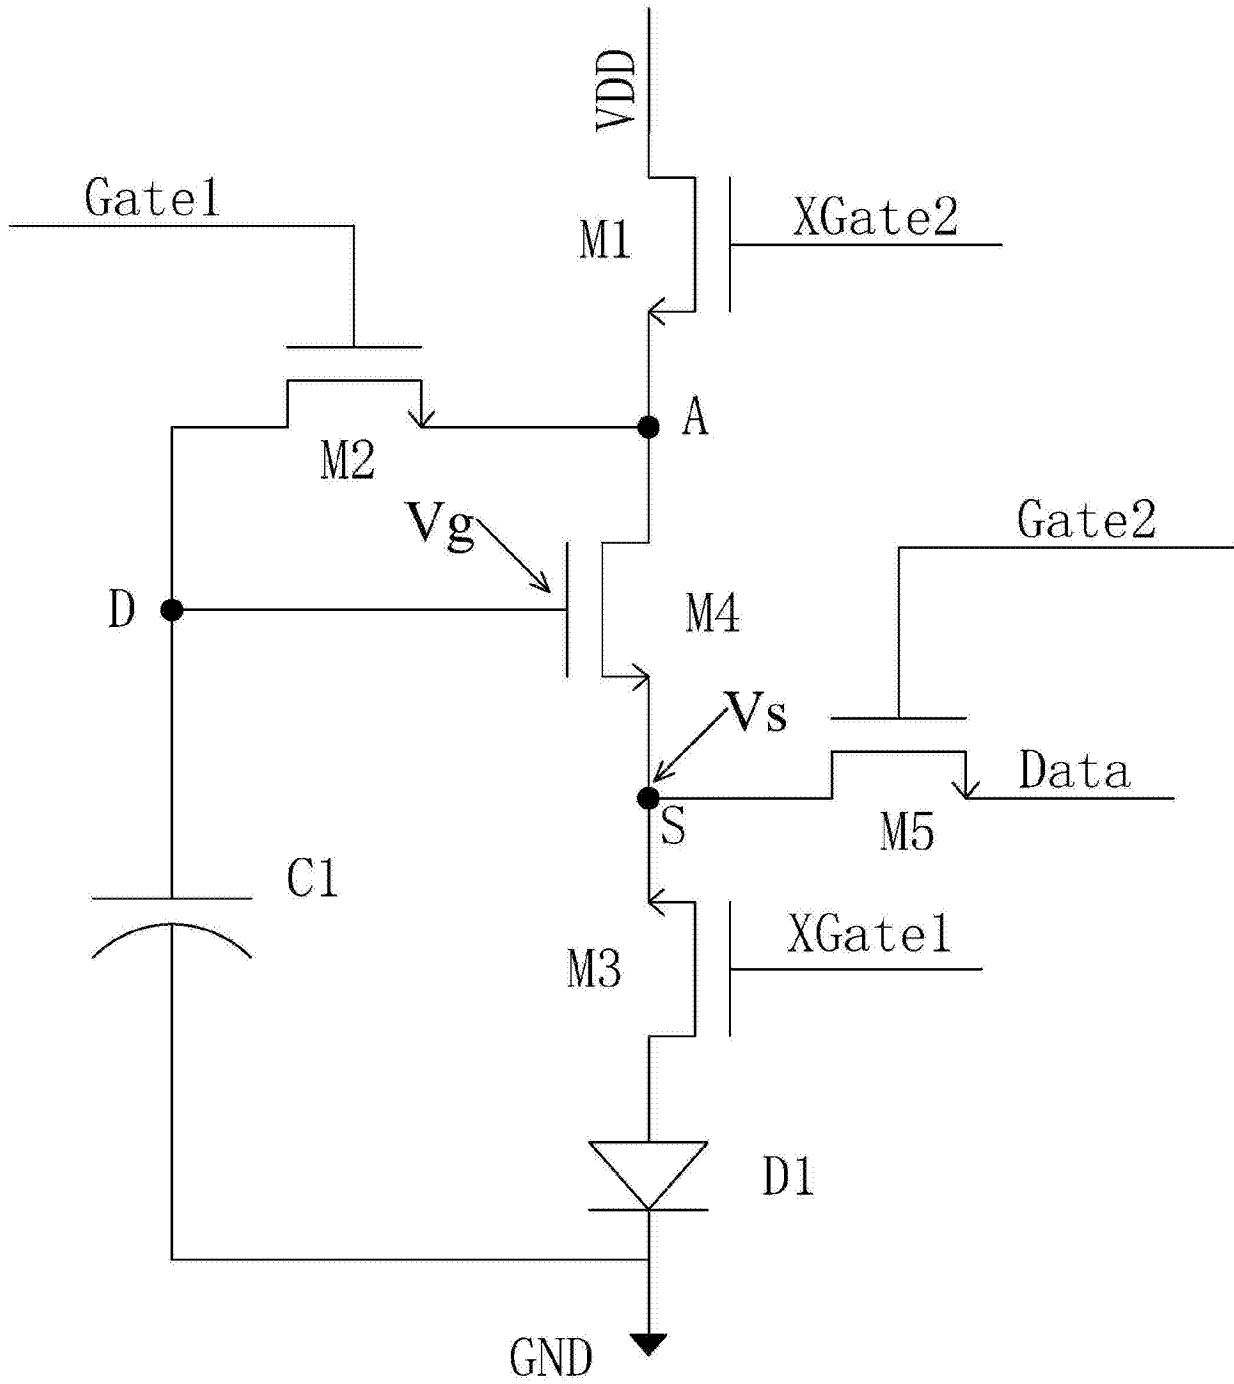 VDD
Gate1
XGate2
M1
A
M2
Vg
Gate2
D
M4
Vs
Data
S
M5
C1
XGate1
M3
D1
GND